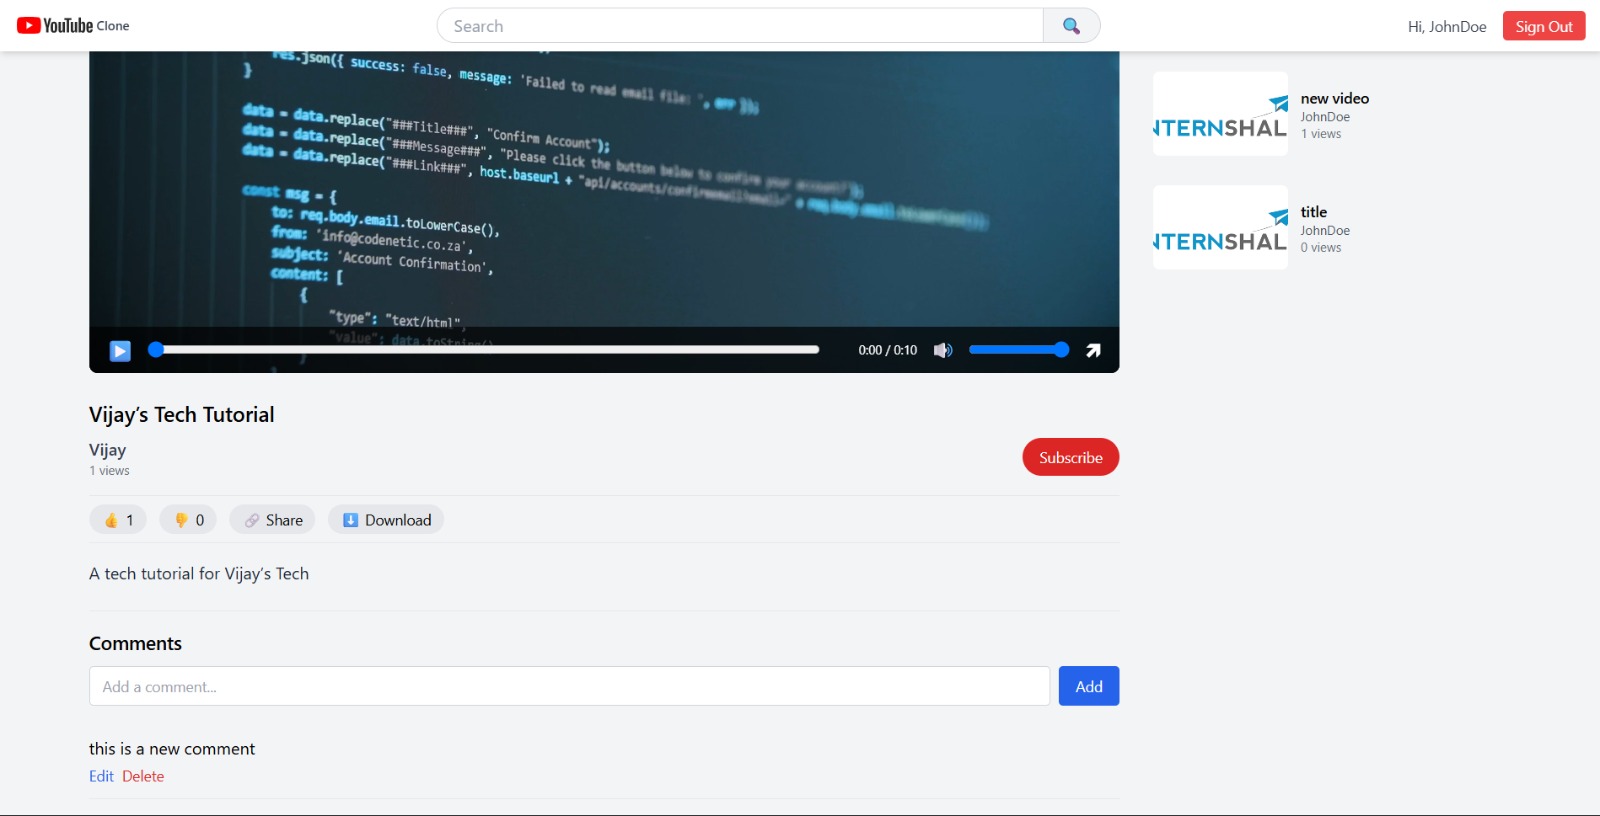 YouTube Clone
Search
Hi, JohnDoe
Sign Out
res.json({ success: false, message: 'Failed to read email file: ', err });
}
data = data.replace("###Title###", "Confirm Account");
data = data.replace("###Message###", "Please click the button below to confirm your account");
data = data.replace("###Link###", host.baseurl + "api/accounts/confirmemail?email="
const msg = {
to: req.body.email.toLowerCase(),
from: 'info@codenetic.co.za',
subject: 'Account Confirmation',
content: [
{
"type": "text/html",
"value": data.toString()
}
0:00 / 0:10
Vijay's Tech Tutorial
Vijay
1 views
Subscribe
1
0
Share
Download
A tech tutorial for Vijay's Tech
Comments
Add a comment...
Add
this is a new comment
Edit Delete
NTERNSHAL
new video
JohnDoe
1 views
NTERNSHAL
title
JohnDoe
0 views